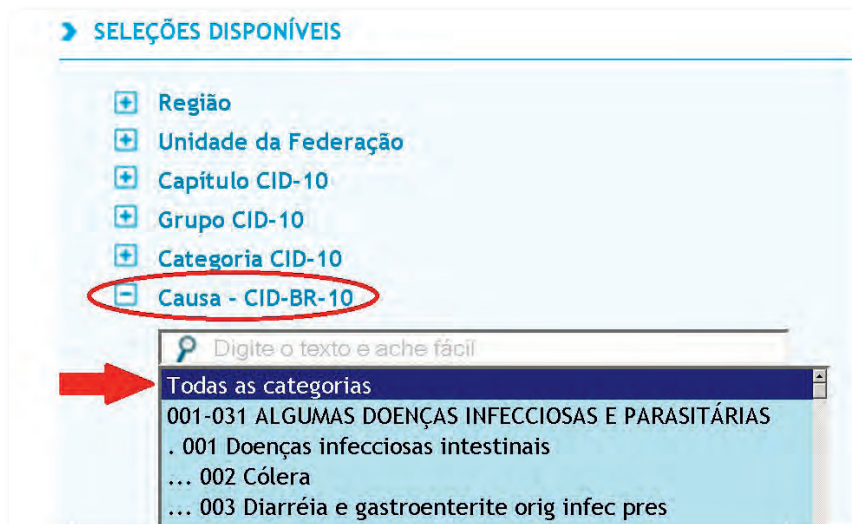 SELEÇÕES DISPONÍVEIS
Região
Unidade da Federação
Capítulo CID-10
Grupo CID-10
Categoria CID-10
Causa - CID-BR-10
Digite o texto e ache fácil
Todas as categorias
001-031 ALGUMAS DOENÇAS INFECCIOSAS E PARASITÁRIAS
. 001 Doenças infecciosas intestinais
... 002 Cólera
... 003 Diarréia e gastroenterite orig infec pres